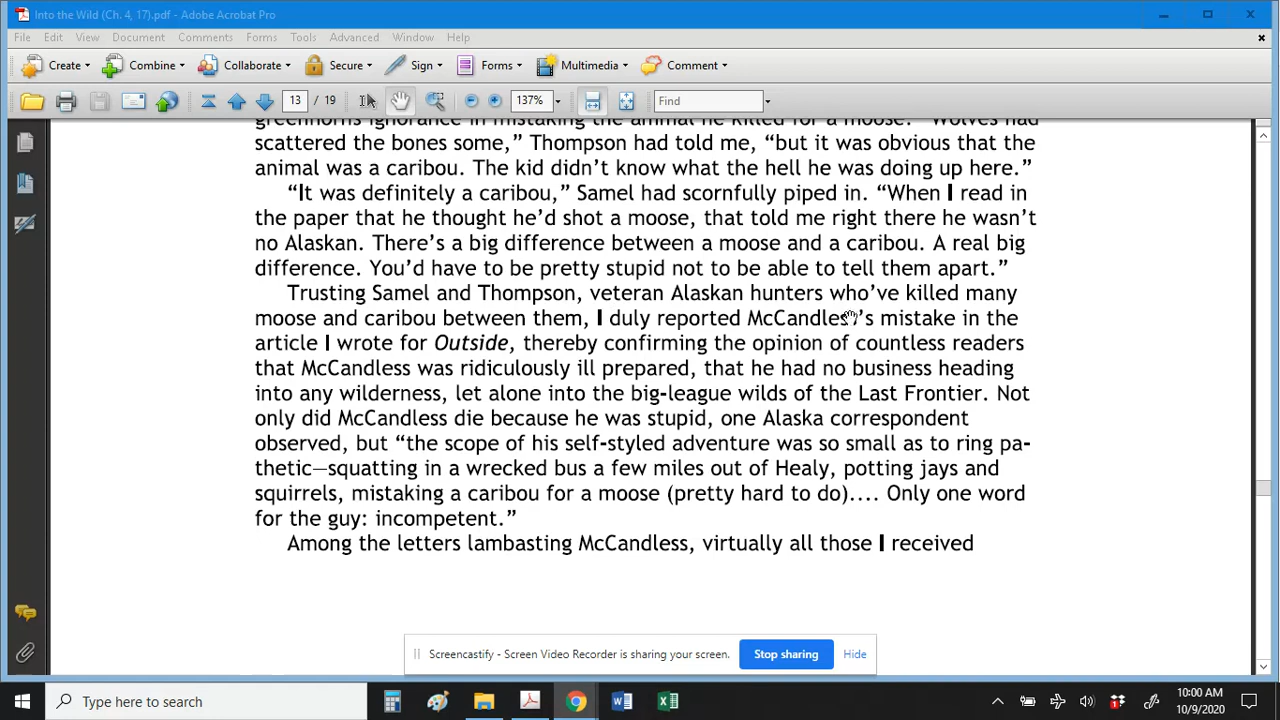 Into the Wild (Ch. 4, 17).pdf - Adobe Acrobat Pro
File Edit View Document Comments Forms Tools Advanced Window Help
Create Combine Collaborate Secure Sign Forms Multimedia Comment
13 / 19 137% Find
greenhorns ignorance in mistaking the animal he killed for a moose. "Wolves had
scattered the bones some,” Thompson had told me, “but it was obvious that the
animal was a caribou. The kid didn’t know what the hell he was doing up here.”
“It was definitely a caribou,” Samel had scornfully piped in. “When I read in
the paper that he thought he’d shot a moose, that told me right there he wasn’t
no Alaskan. There’s a big difference between a moose and a caribou. A real big
difference. You’d have to be pretty stupid not to be able to tell them apart.”
Trusting Samel and Thompson, veteran Alaskan hunters who’ve killed many
moose and caribou between them, I duly reported McCandless’s mistake in the
article I wrote for Outside, thereby confirming the opinion of countless readers
that McCandless was ridiculously ill prepared, that he had no business heading
into any wilderness, let alone into the big-league wilds of the Last Frontier. Not
only did McCandless die because he was stupid, one Alaska correspondent
observed, but “the scope of his self-styled adventure was so small as to ring pa-
thetic—squatting in a wrecked bus a few miles out of Healy, potting jays and
squirrels, mistaking a caribou for a moose (pretty hard to do).... Only one word
for the guy: incompetent.”
Among the letters lambasting McCandless, virtually all those I received
Screencastify - Screen Video Recorder is sharing your screen. Stop sharing Hide
Type here to search
10:00 AM
10/9/2020